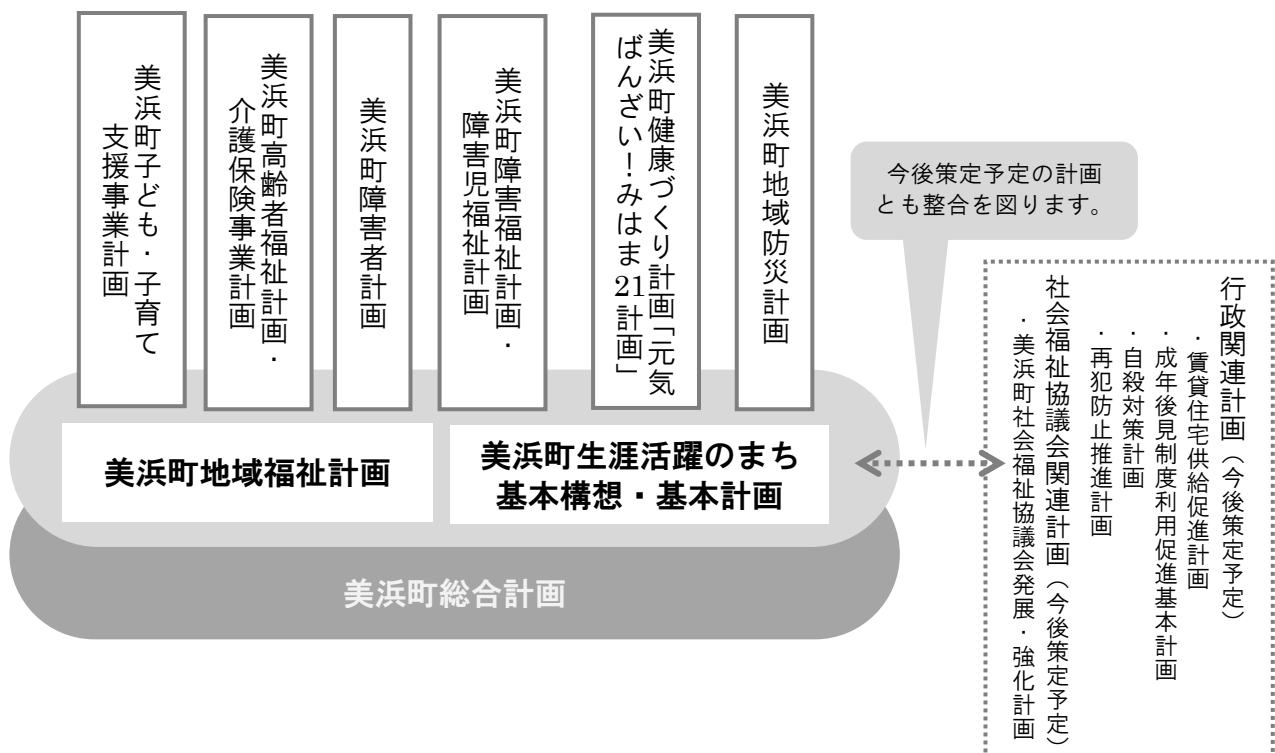 美浜町子ども・子育て
支援事業計画
美浜町高齢者福祉計画・
介護保険事業計画
美浜町障害者計画
美浜町障害福祉計画・
障害児福祉計画
美浜町健康づくり計画「元気
ばんざい！みはま21計画」
美浜町地域防災計画
今後策定予定の計画
とも整合を図ります。
美浜町地域福祉計画
美浜町生涯活躍のまち
基本構想・基本計画
美浜町総合計画
行政関連計画（今後策定予定）
・賃貸住宅供給促進計画
・成年後見制度利用促進基本計画
・自殺対策計画
・再犯防止推進計画
社会福祉協議会関連計画（今後策定予定）
・美浜町社会福祉協議会発展・強化計画